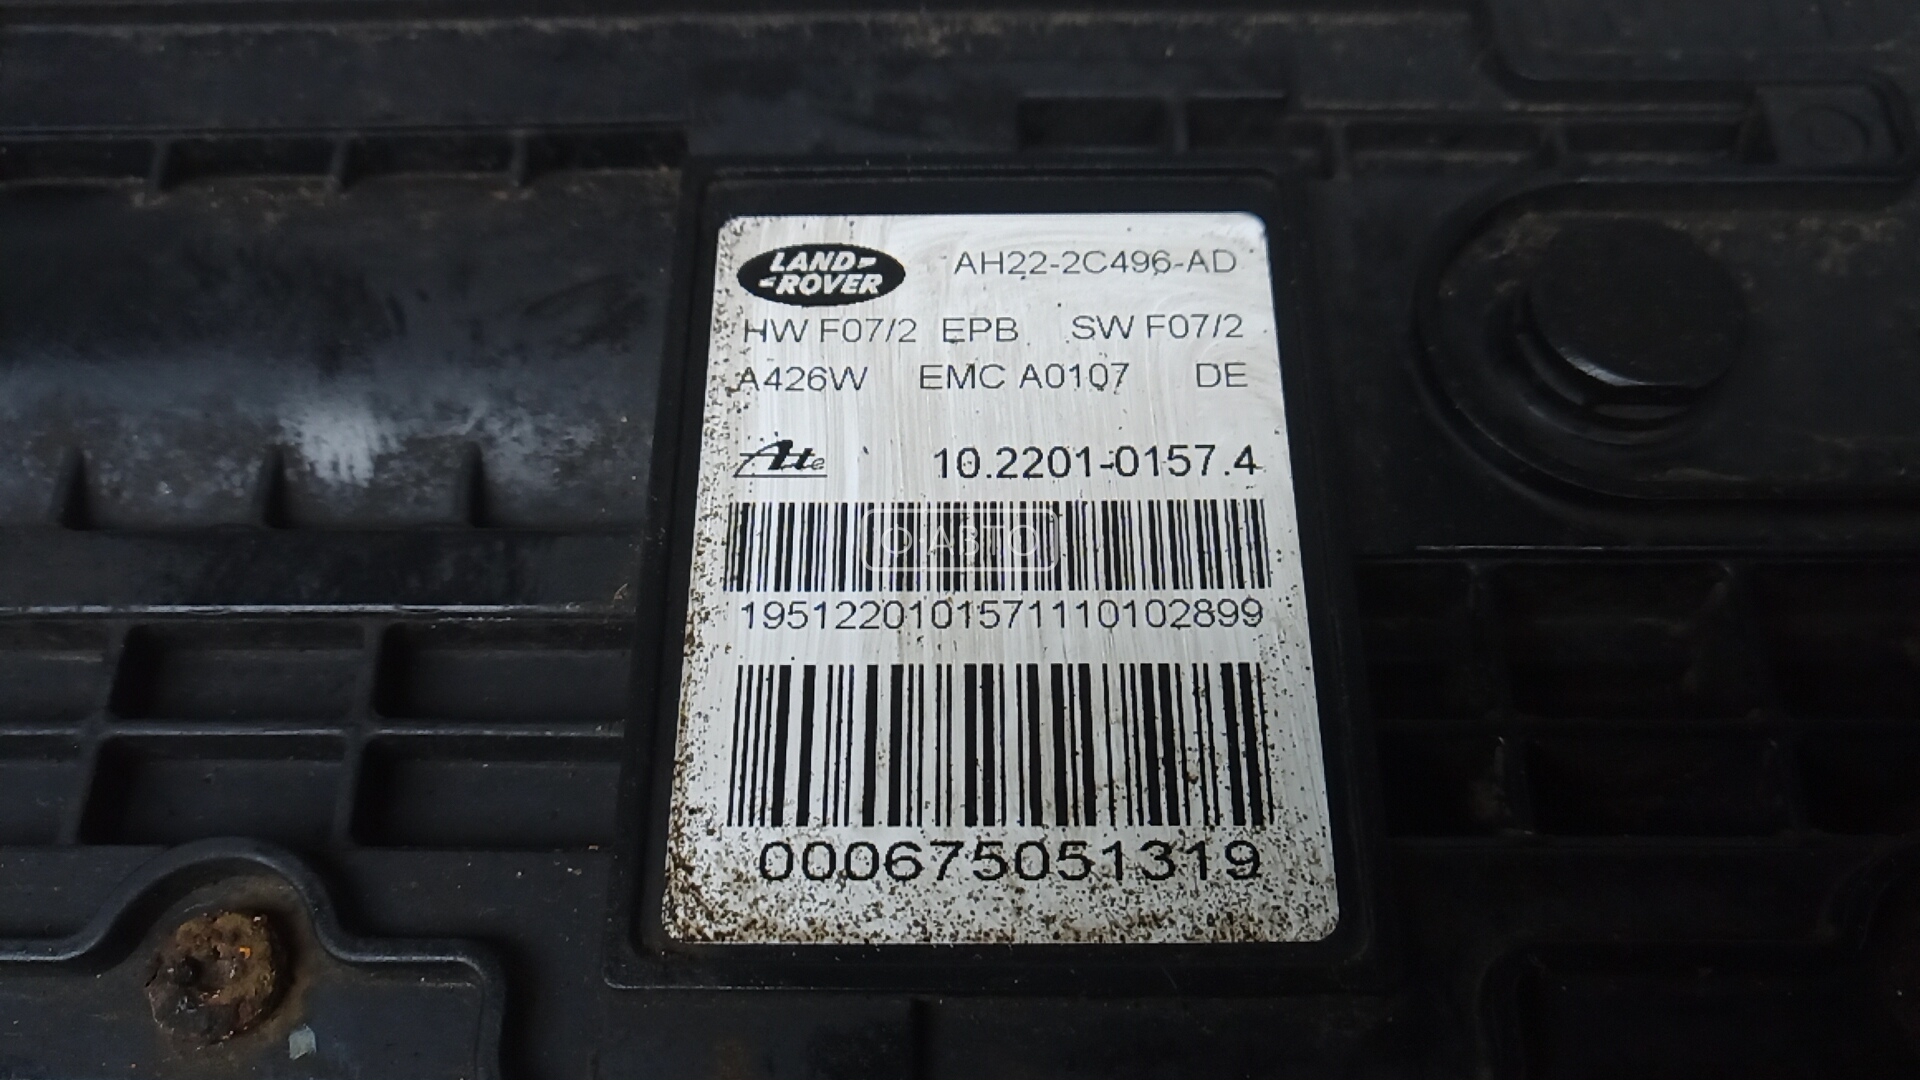 LAND ROVER
AH22-2C496-AD
HW F07/2 EPB SW F07/2
A426W EMC A0107 DE
Ate 10.2201-0157.4
О·АВТО
1951220101571110102899
000675051319